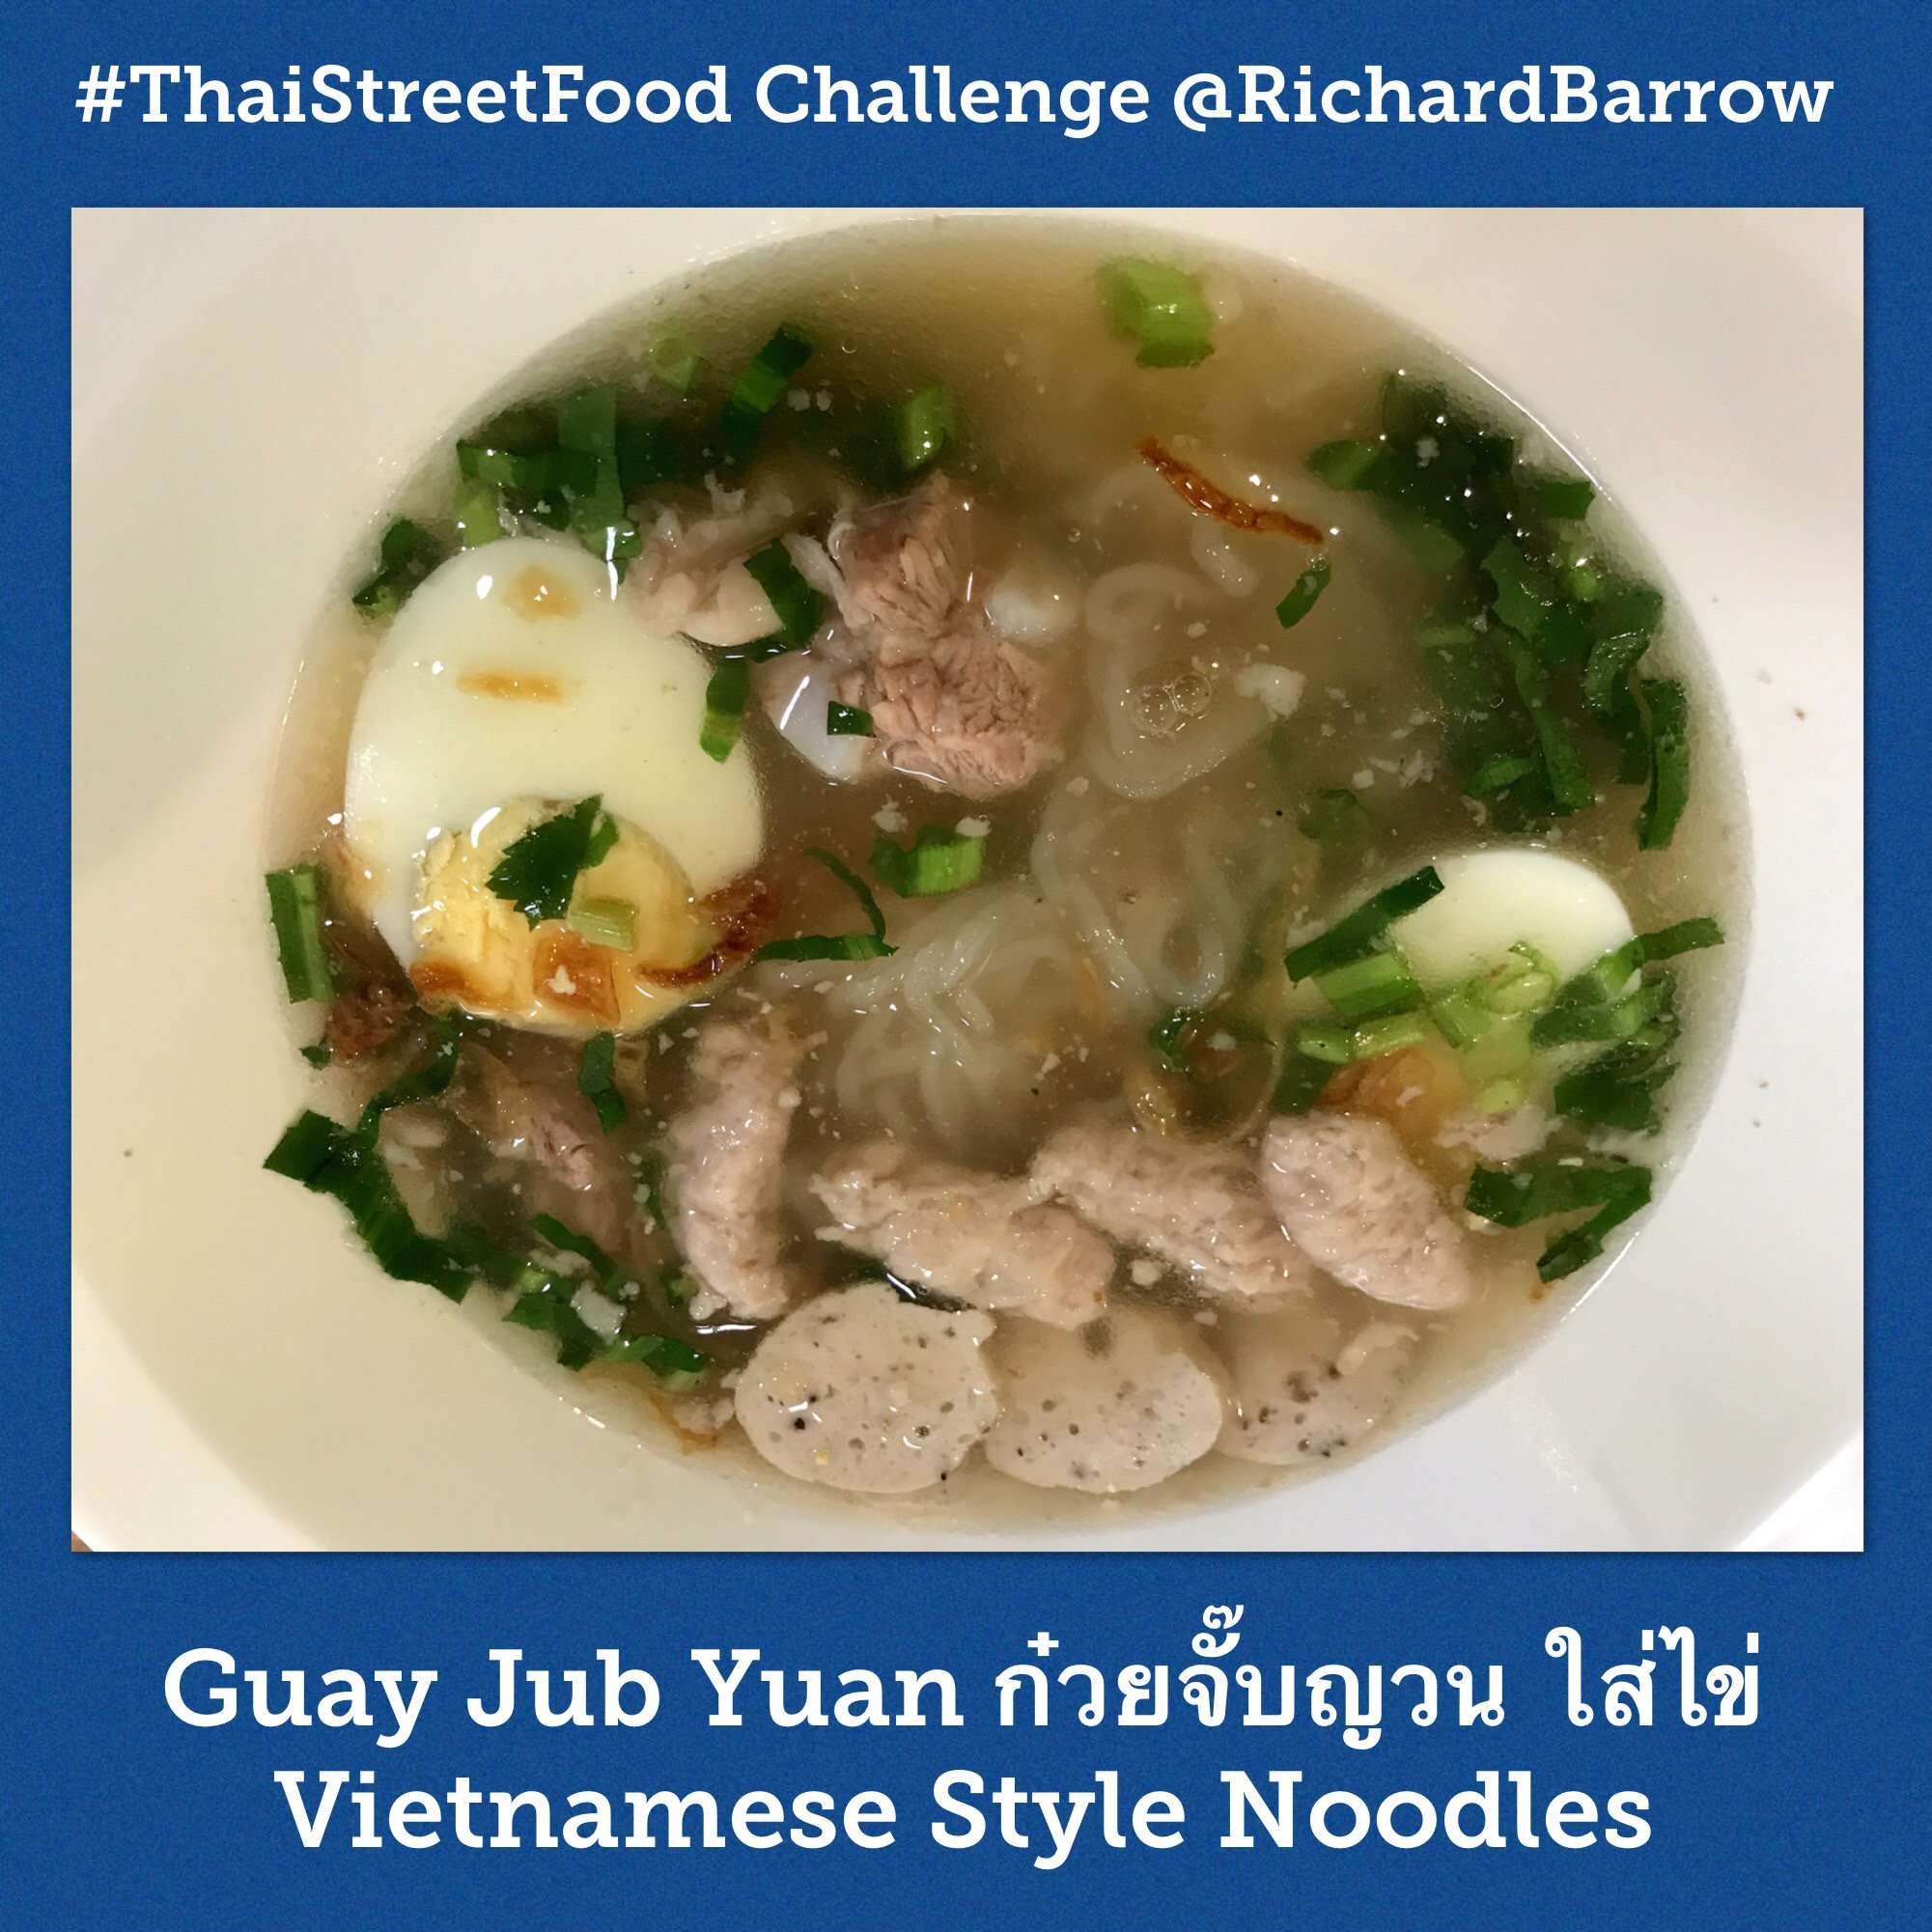 #ThaiStreetFood Challenge @RichardBarrow
Guay Jub Yuan ก๋วยจั๊บญวน ใส่ไข่
Vietnamese Style Noodles